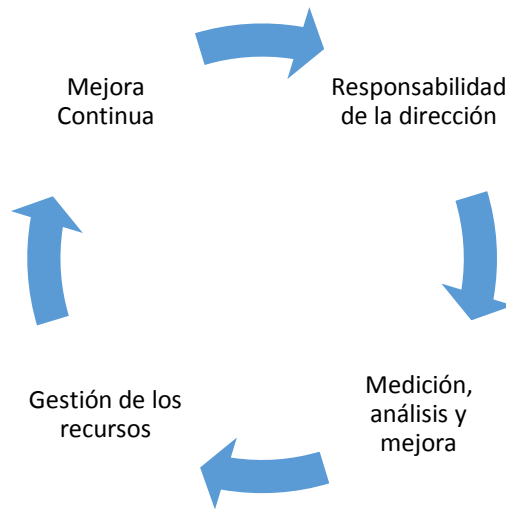 Mejora
Continua
Responsabilidad
de la dirección
Medición,
análisis y
mejora
Gestión de los
recursos